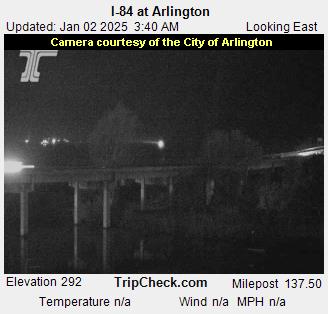 I-84 at Arlington
Updated: Jan 02 2025 3:40 AM Looking East
Camera courtesy of the City of Arlington
Elevation 292 TripCheck.com Milepost 137.50
Temperature n/a Wind n/a MPH n/a